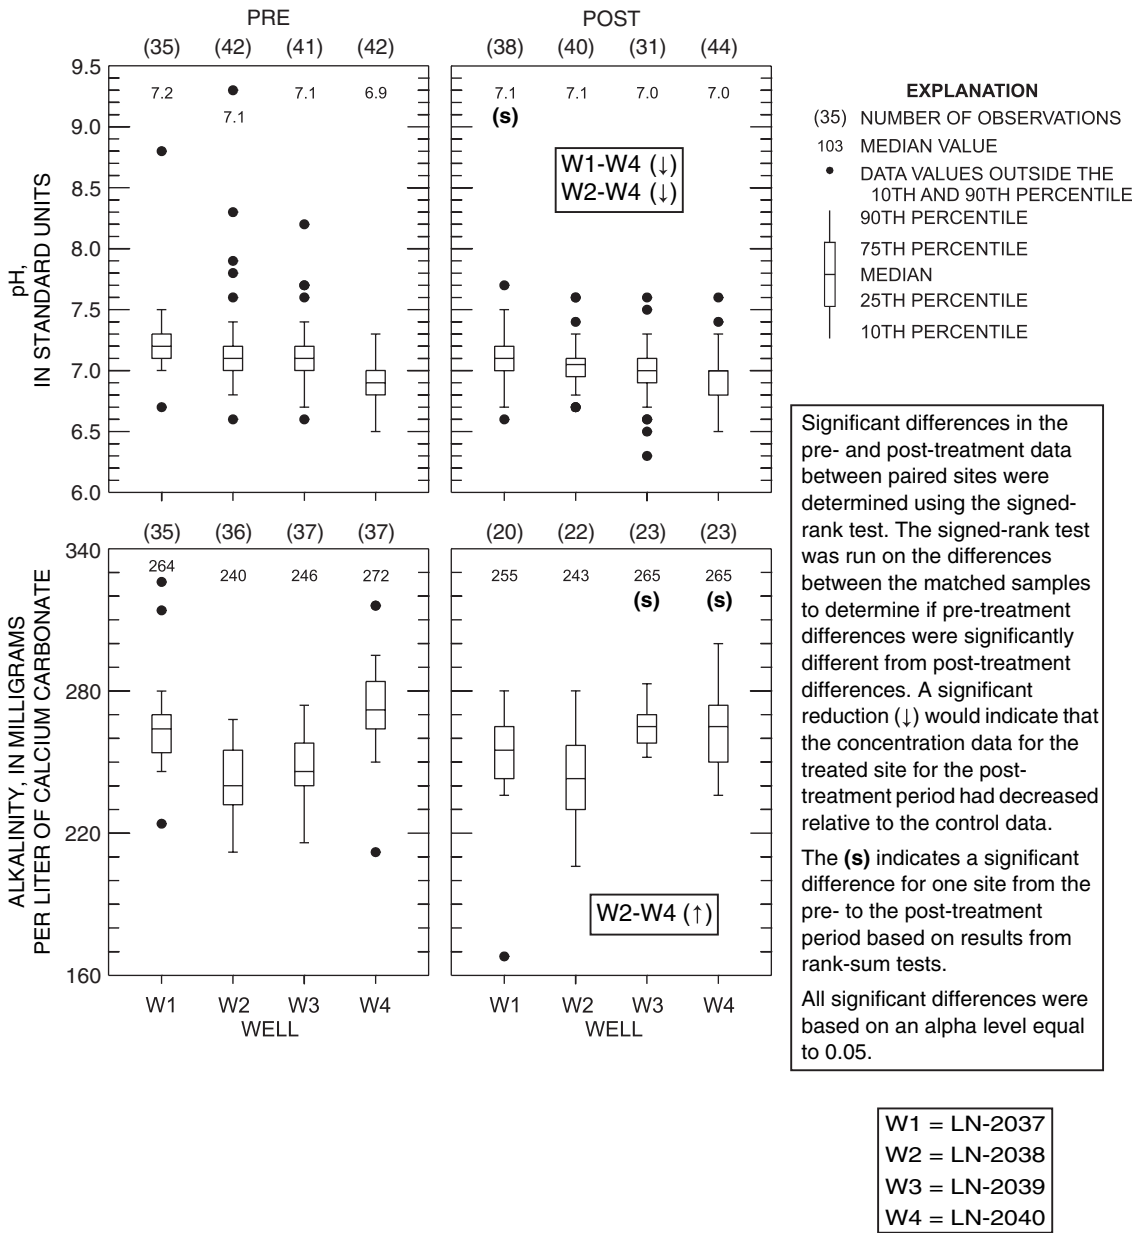 PRE
POST
(35) (42) (41) (42)
(38) (40) (31) (44)
pH,
IN STANDARD UNITS
9.5
9.0
8.5
8.0
7.5
7.0
6.5
6.0
7.2 7.1 7.1 6.9
7.1 7.1 7.0 7.0
(s)
W1-W4 (↓)
W2-W4 (↓)
(35) (36) (37) (37)
(20) (22) (23) (23)
ALKALINITY, IN MILLIGRAMS
PER LITER OF CALCIUM CARBONATE
340
280
220
160
264 240 246 272
255 243 265 265
(s) (s)
W2-W4 (↑)
W1 W2 W3 W4
WELL
W1 W2 W3 W4
WELL
EXPLANATION
(35) NUMBER OF OBSERVATIONS
103 MEDIAN VALUE
• DATA VALUES OUTSIDE THE
10TH AND 90TH PERCENTILE
90TH PERCENTILE
75TH PERCENTILE
MEDIAN
25TH PERCENTILE
10TH PERCENTILE
Significant differences in the
pre- and post-treatment data
between paired sites were
determined using the signed-
rank test. The signed-rank test
was run on the differences
between the matched samples
to determine if pre-treatment
differences were significantly
different from post-treatment
differences. A significant
reduction (↓) would indicate that
the concentration data for the
treated site for the post-
treatment period had decreased
relative to the control data.
The (s) indicates a significant
difference for one site from the
pre- to the post-treatment
period based on results from
rank-sum tests.
All significant differences were
based on an alpha level equal
to 0.05.
W1 = LN-2037
W2 = LN-2038
W3 = LN-2039
W4 = LN-2040